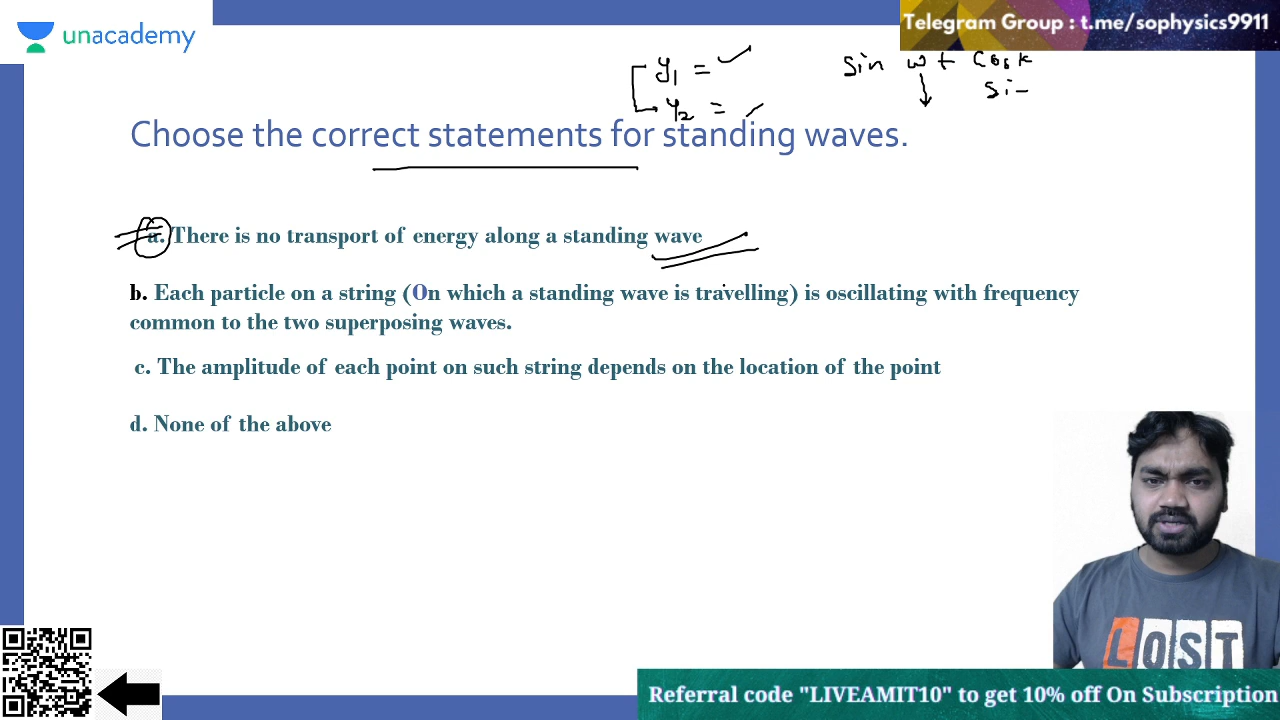 unacademy
Telegram Group : t.me/sophysics9911
y₁ =
y₂ =
Sin ωt Cosk
Si-
Choose the correct statements for standing waves.
a. There is no transport of energy along a standing wave
b. Each particle on a string (On which a standing wave is travelling) is oscillating with frequency
common to the two superposing waves.
c. The amplitude of each point on such string depends on the location of the point
d. None of the above
LOST
Referral code "LIVEAMIT10" to get 10% off On Subscription